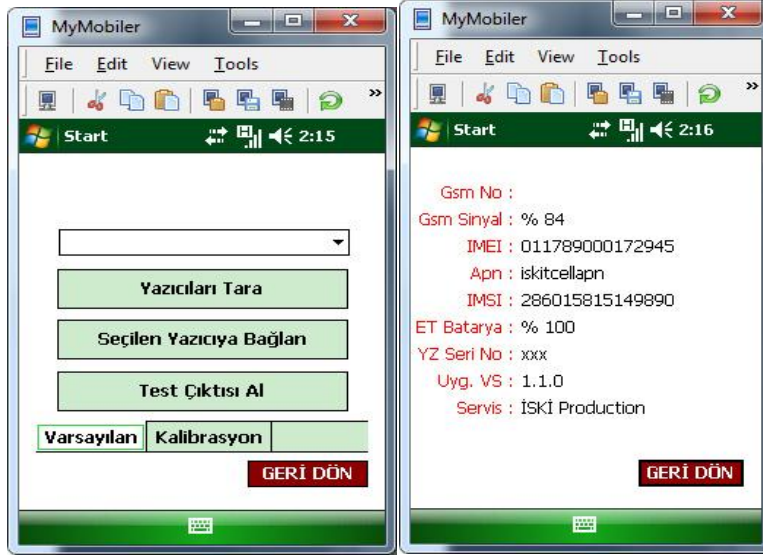 MyMobiler
File Edit View Tools
»
Start 2:15
Yazıcıları Tara
Seçilen Yazıcıya Bağlan
Test Çıktısı Al
Varsayılan Kalibrasyon
GERİ DÖN
MyMobiler
File Edit View Tools
»
Start H 2:16
Gsm No :
Gsm Sinyal : % 84
IMEI : 011789000172945
Apn : iskitcellapn
IMSI : 286015815149890
ET Batarya : % 100
YZ Seri No : xxx
Uyg. VS : 1.1.0
Servis : İSKİ Production
GERİ DÖN